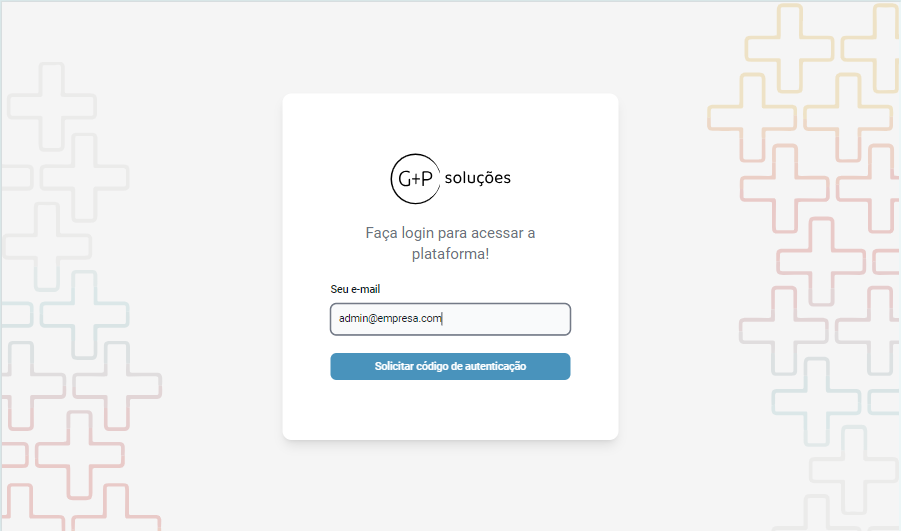 G+P soluções
Faça login para acessar a
plataforma!
Seu e-mail
admin@empresa.com
Solicitar código de autenticação